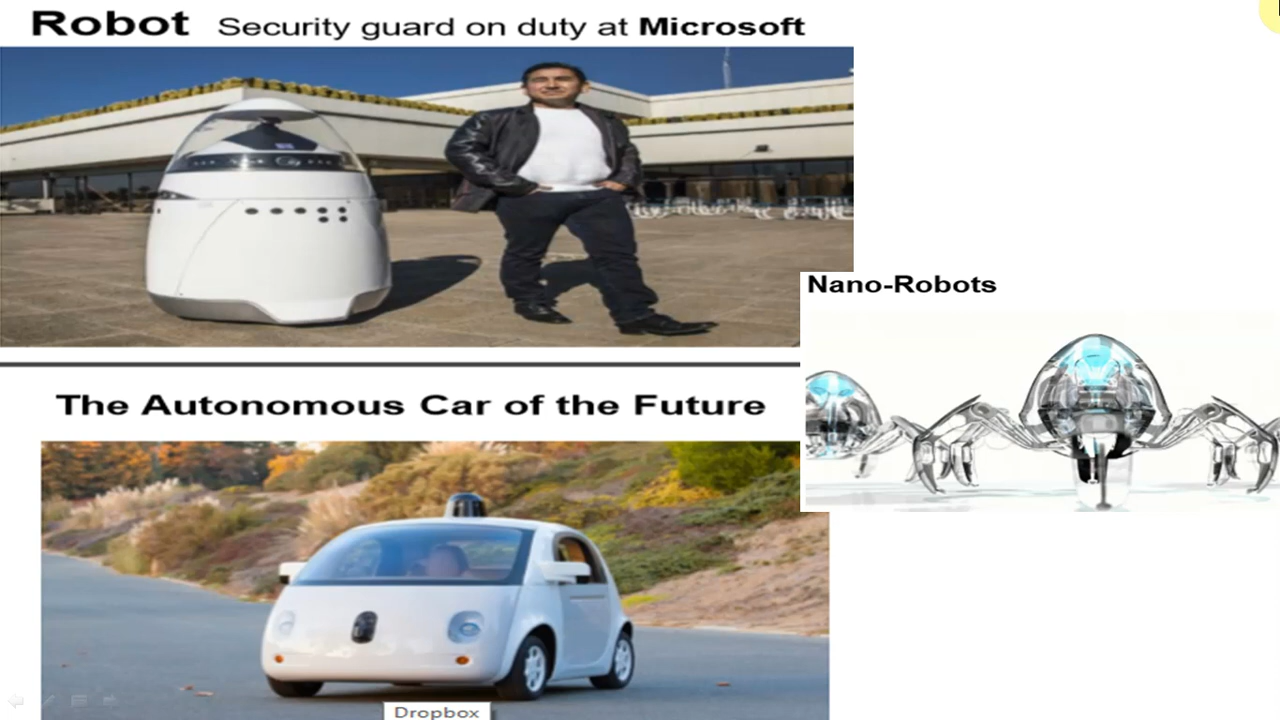 Robot Security guard on duty at Microsoft
Nano-Robots
The Autonomous Car of the Future
Dropbox